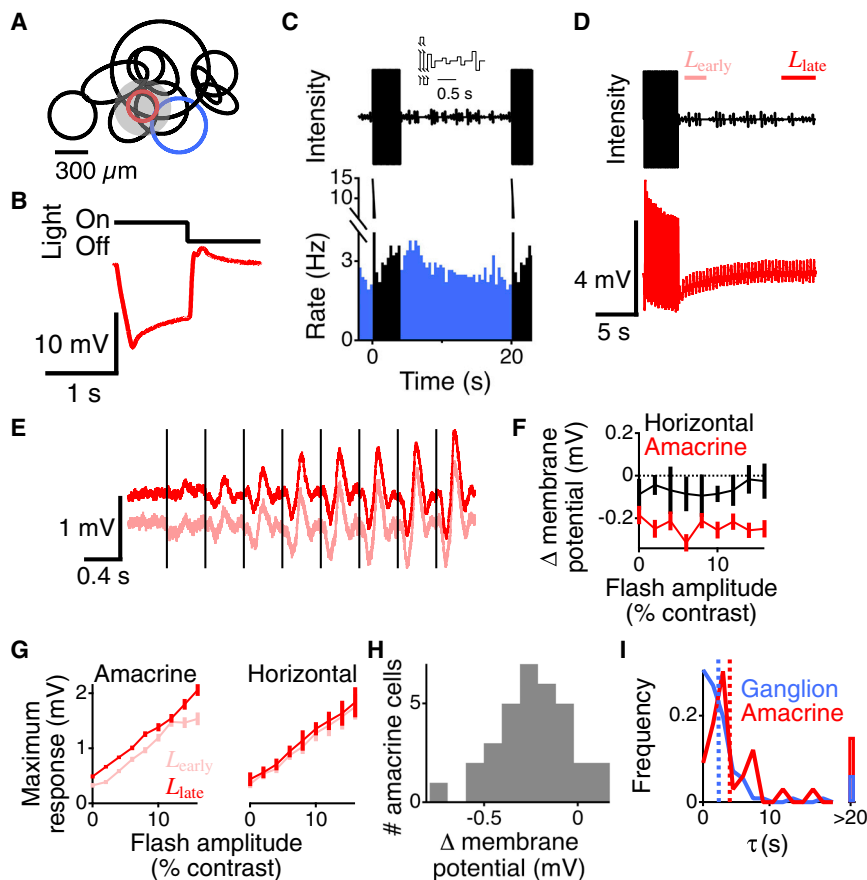 A
300 µm
B
Light
On
Off
10 mV
1 s
C
Intensity
0.5 s
15
10
3
0
Rate (Hz)
0
20
Time (s)
D
L_early
L_late
Intensity
4 mV
5 s
E
1 mV
0.4 s
F
Horizontal
Amacrine
Δ membrane
potential (mV)
0.2
0
-0.2
0
10
Flash amplitude
(% contrast)
G
Amacrine
Horizontal
Maximum
response (mV)
2
1
0
L_early
L_late
0
10
0
10
Flash amplitude
(% contrast)
H
# amacrine cells
5
0
-0.5
0
Δ membrane
potential (mV)
I
Ganglion
Amacrine
Frequency
0.2
0
0
10
>20
τ(s)